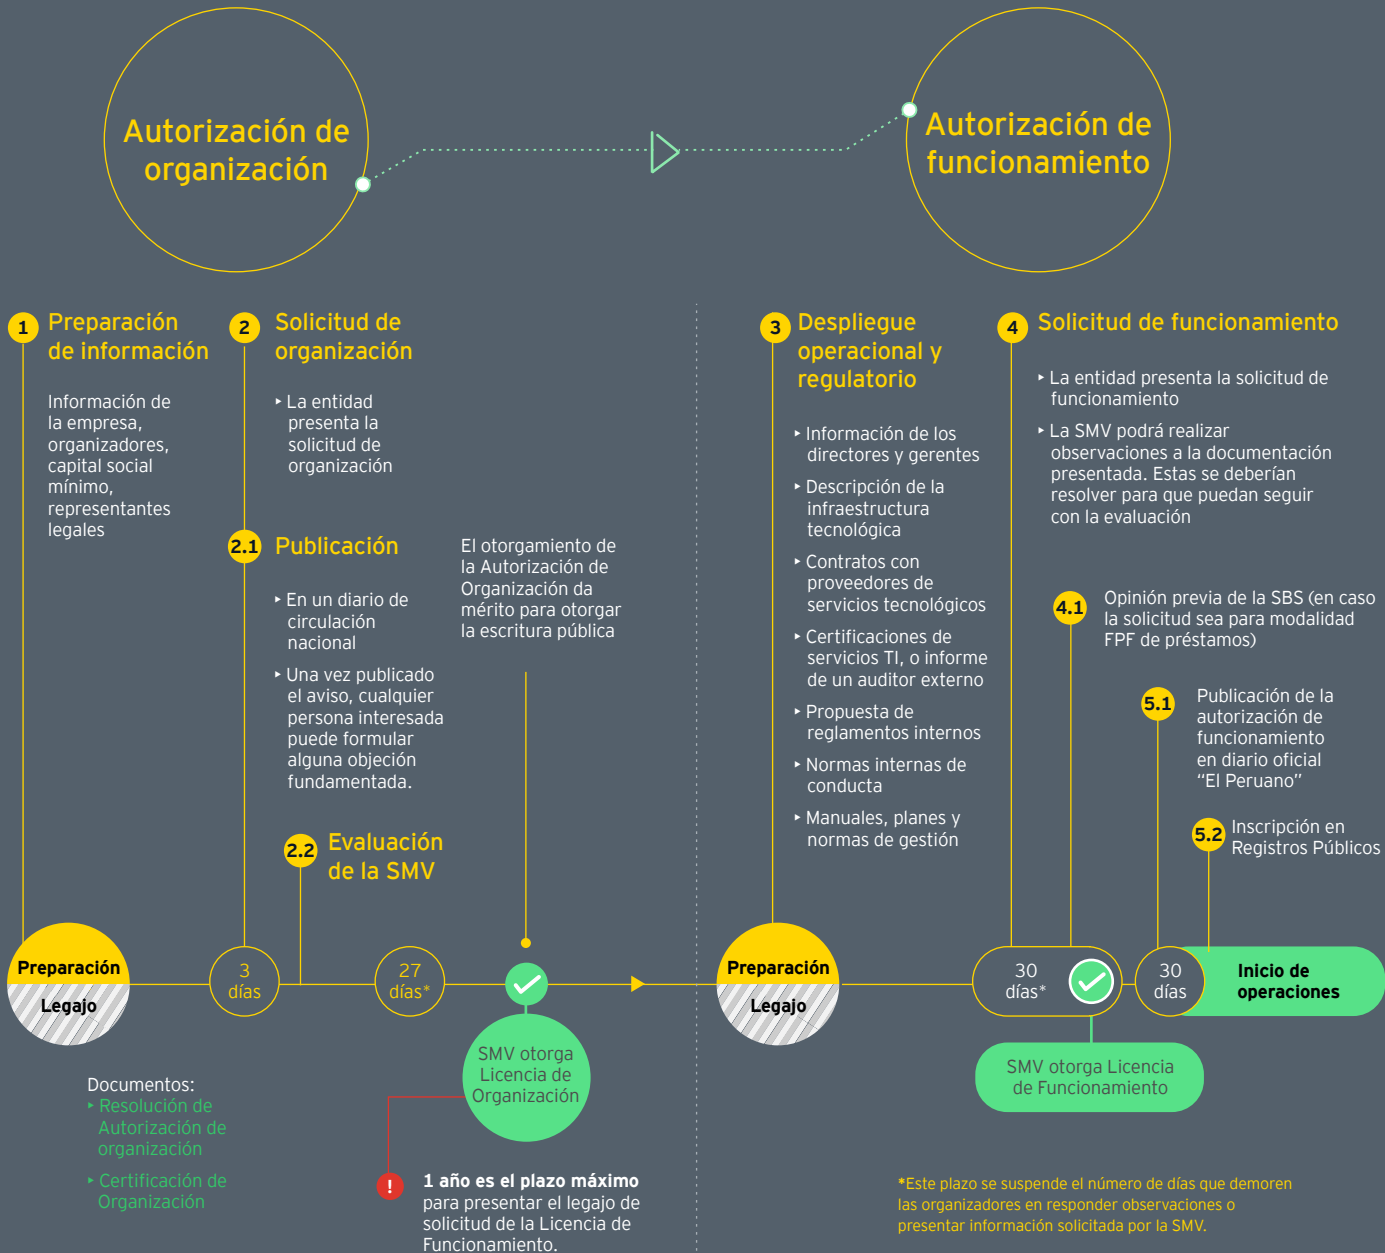 Autorización de
organización
Autorización de
funcionamiento
1
Preparación
de información
Información de
la empresa,
organizadores,
capital social
mínimo,
representantes
legales
2
Solicitud de
organización
‣ La entidad
presenta la
solicitud de
organización
2.1
Publicación
‣ En un diario de
circulación
nacional
‣ Una vez publicado
el aviso, cualquier
persona interesada
puede formular
alguna objeción
fundamentada.
2.2
Evaluación
de la SMV
El otorgamiento de
la Autorización de
Organización da
mérito para otorgar
la escritura pública
3
Despliegue
operacional y
regulatorio
‣ Información de los
directores y gerentes
‣ Descripción de la
infraestructura
tecnológica
‣ Contratos con
proveedores de
servicios tecnológicos
‣ Certificaciones de
servicios TI, o informe
de un auditor externo
‣ Propuesta de
reglamentos internos
‣ Normas internas de
conducta
‣ Manuales, planes y
normas de gestión
4
Solicitud de funcionamiento
‣ La entidad presenta la solicitud de
funcionamiento
‣ La SMV podrá realizar
observaciones a la documentación
presentada. Estas se deberían
resolver para que puedan seguir
con la evaluación
4.1
Opinión previa de la SBS (en caso
la solicitud sea para modalidad
FPF de préstamos)
5.1
Publicación de la
autorización de
funcionamiento
en diario oficial
“El Peruano”
5.2
Inscripción en
Registros Públicos
Preparación
Legajo
3
días
27
días*
SMV otorga
Licencia de
Organización
Preparación
Legajo
30
días*
30
días
Inicio de
operaciones
SMV otorga Licencia
de Funcionamiento
Documentos:
‣ Resolución de
Autorización de
organización
‣ Certificación de
Organización
!
1 año es el plazo máximo
para presentar el legajo de
solicitud de la Licencia de
Funcionamiento.
*Este plazo se suspende el número de días que demoren
las organizadores en responder observaciones o
presentar información solicitada por la SMV.